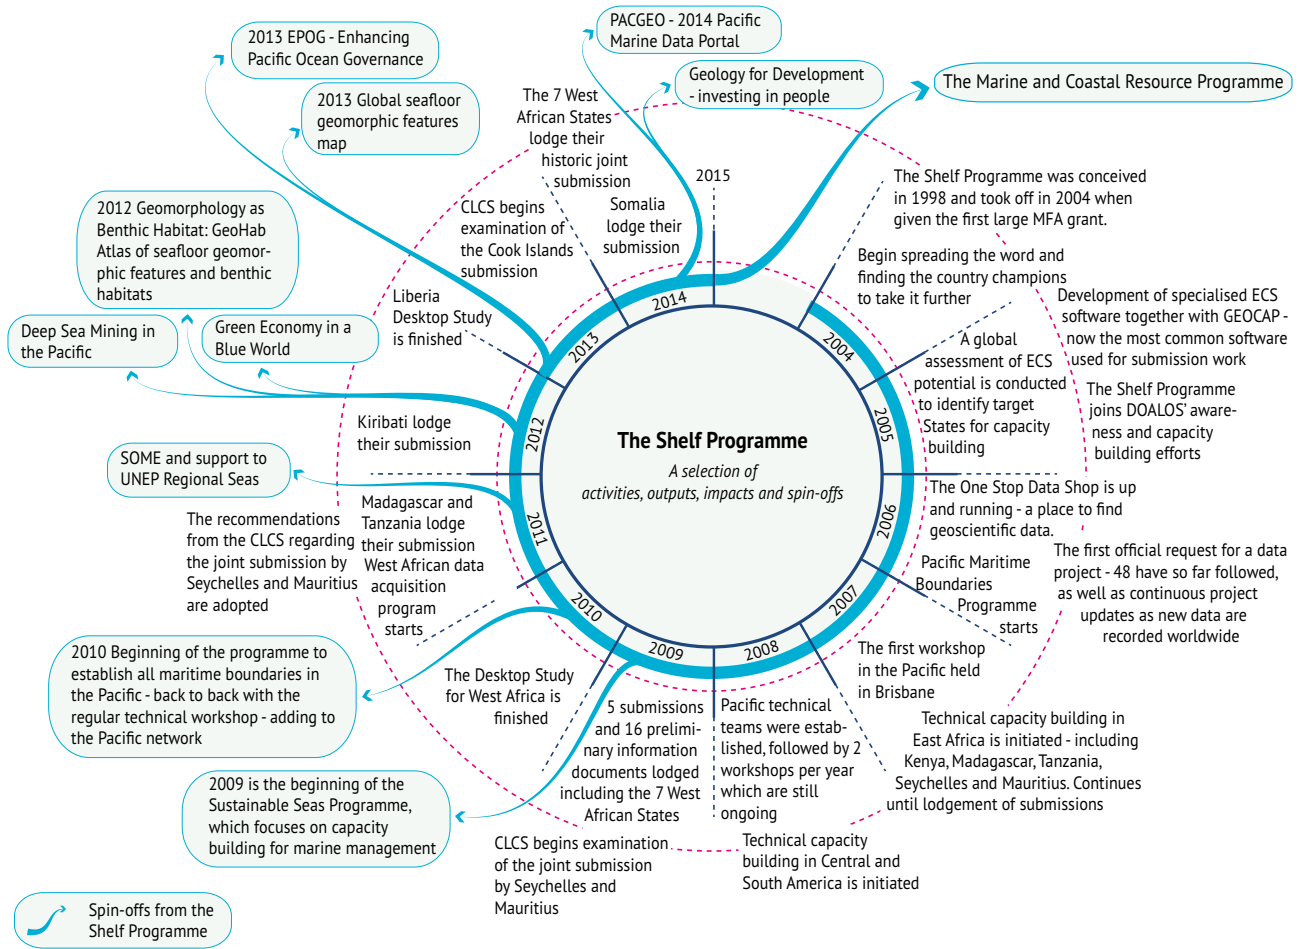 2013 EPOG - Enhancing
Pacific Ocean Governance
PACGEO - 2014 Pacific
Marine Data Portal
Geology for Development
- investing in people
The Marine and Coastal Resource Programme
2013 Global seafloor
geomorphic features
map
2012 Geomorphology as
Benthic Habitat: GeoHab
Atlas of seafloor geomor-
phic features and benthic
habitats
Deep Sea Mining in
the Pacific
Green Economy in a
Blue World
SOME and support to
UNEP Regional Seas
2010 Beginning of the programme to
establish all maritime boundaries in
the Pacific - back to back with the
regular technical workshop - adding to
the Pacific network
2009 is the beginning of the
Sustainable Seas Programme,
which focuses on capacity
building for marine management
Spin-offs from the
Shelf Programme
The Shelf Programme
A selection of
activities, outputs, impacts and spin-offs
2004
2005
2006
2007
2008
2009
2010
2011
2012
2013
2014
2015
The Shelf Programme was conceived
in 1998 and took off in 2004 when
given the first large MFA grant.
Begin spreading the word and
finding the country champions
to take it further
Development of specialised ECS
software together with GEOCAP -
now the most common software
used for submission work
A global
assessment of ECS
potential is conducted
to identify target
States for capacity
building
The Shelf Programme
joins DOALOS' aware-
ness and capacity
building efforts
The One Stop Data Shop is up
and running - a place to find
geoscientific data.
The first official request for a data
project - 48 have so far followed,
as well as continuous project
updates as new data are
recorded worldwide
Pacific Maritime
Boundaries
Programme
starts
The first workshop
in the Pacific held
in Brisbane
Technical capacity building in
East Africa is initiated - including
Kenya, Madagascar, Tanzania,
Seychelles and Mauritius. Continues
until lodgement of submissions
Pacific technical
teams were estab-
lished, followed by 2
workshops per year
which are still
ongoing
Technical capacity
building in Central and
South America is initiated
5 submissions
and 16 prelimi-
nary information
documents lodged
including the 7 West
African States
CLCS begins examination
of the joint submission
by Seychelles and
Mauritius
The Desktop Study
for West Africa is
finished
Madagascar and
Tanzania lodge
their submission
West African data
acquisition
program
starts
The recommendations
from the CLCS regarding
the joint submission by
Seychelles and Mauritius
are adopted
Kiribati lodge
their submission
Liberia
Desktop Study
is finished
CLCS begins
examination of
the Cook Islands
submission
The 7 West
African States
lodge their
historic joint
submission
Somalia
lodge their
submission